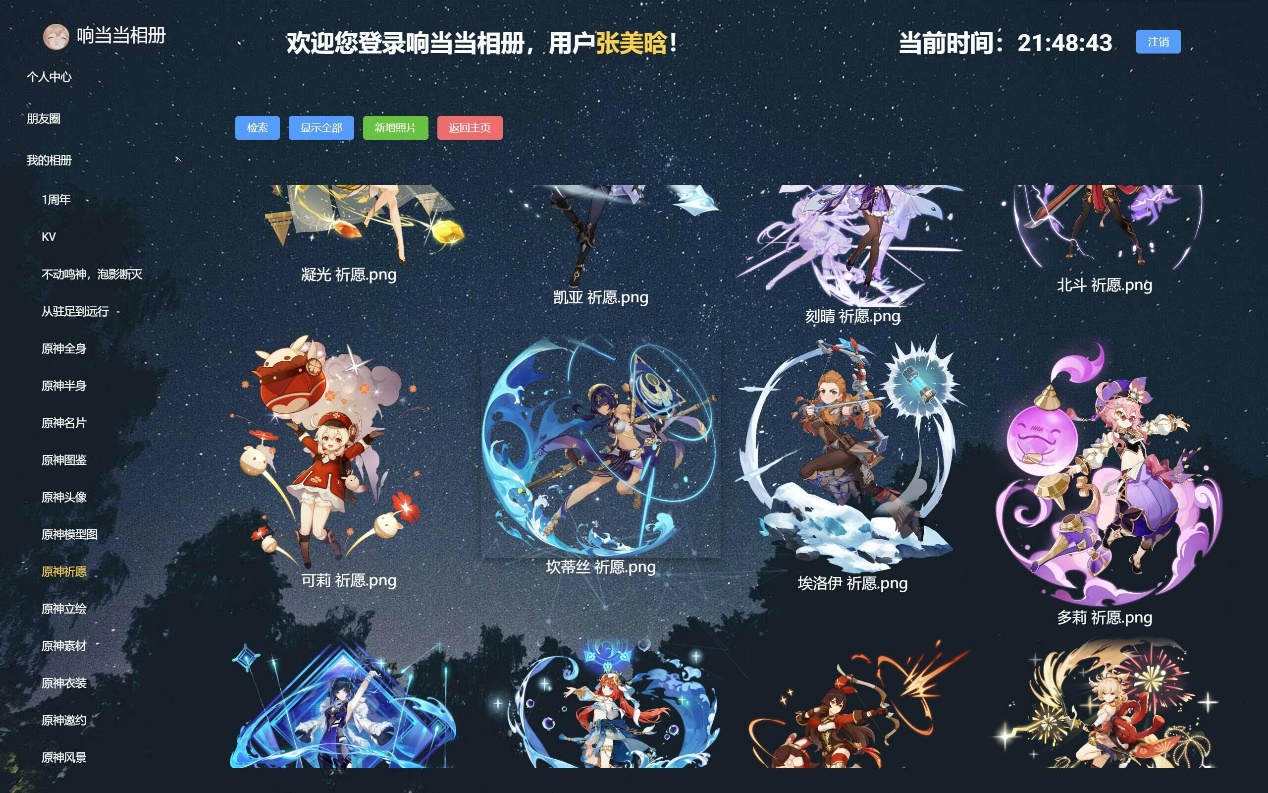 响当当相册
欢迎您登录响当当相册，用户张美晗！
当前时间：21:48:43
注销
个人中心
朋友圈
我的相册
1周年
KV
不动鸣神，泡影断灭
从驻足到远行
原神全身
原神半身
原神名片
原神图鉴
原神头像
原神模型图
原神祈愿
原神立绘
原神素材
原神衣装
原神邀约
原神风景
检索
显示全部
新增照片
返回主页
凝光 祈愿.png
凯亚 祈愿.png
刻晴 祈愿.png
北斗 祈愿.png
可莉 祈愿.png
坎蒂丝 祈愿.png
埃洛伊 祈愿.png
多莉 祈愿.png